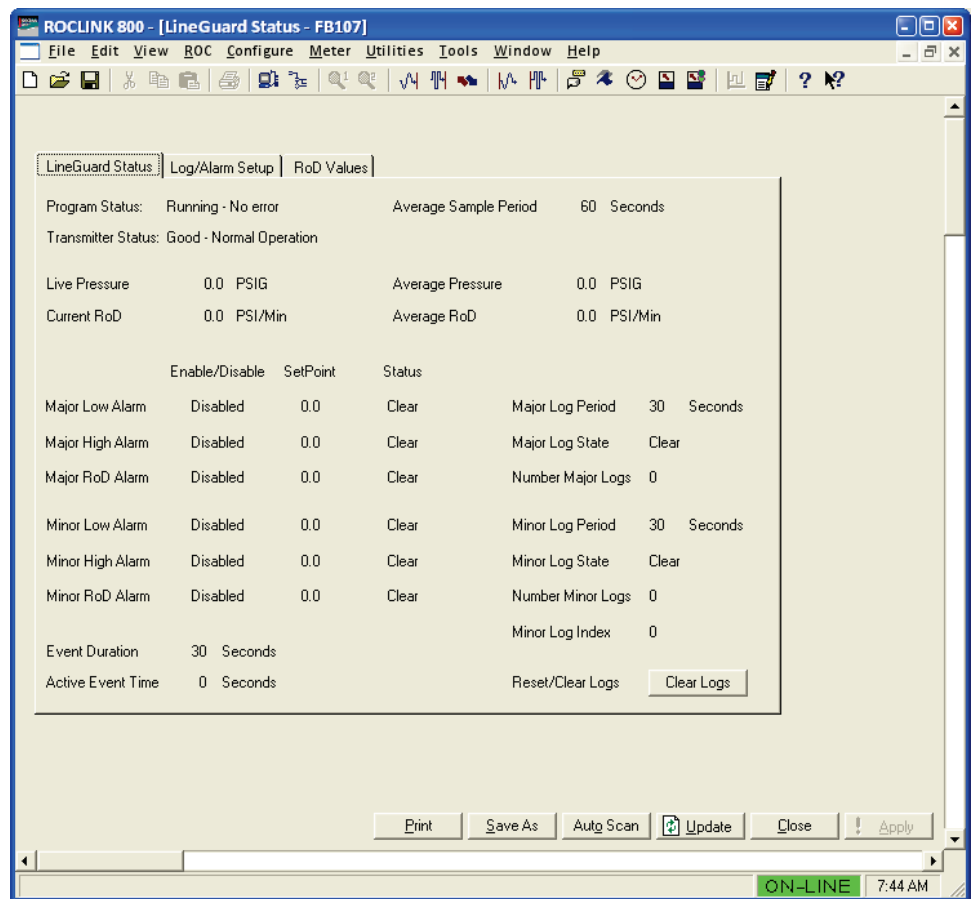 ROCLINK 800 - [LineGuard Status - FB107]
File Edit View ROC Configure Meter Utilities Tools Window Help
LineGuard Status Log/Alarm Setup RoD Values
Program Status: Running - No error Average Sample Period 60 Seconds
Transmitter Status: Good - Normal Operation
Live Pressure 0.0 PSIG Average Pressure 0.0 PSIG
Current RoD 0.0 PSI/Min Average RoD 0.0 PSI/Min
Enable/Disable SetPoint Status
Major Low Alarm Disabled 0.0 Clear Major Log Period 30 Seconds
Major High Alarm Disabled 0.0 Clear Major Log State Clear
Major RoD Alarm Disabled 0.0 Clear Number Major Logs 0
Minor Low Alarm Disabled 0.0 Clear Minor Log Period 30 Seconds
Minor High Alarm Disabled 0.0 Clear Minor Log State Clear
Minor RoD Alarm Disabled 0.0 Clear Number Minor Logs 0
Minor Log Index 0
Event Duration 30 Seconds
Active Event Time 0 Seconds Reset/Clear Logs Clear Logs
Print Save As Auto Scan Update Close ! Apply
ON-LINE 7:44 AM